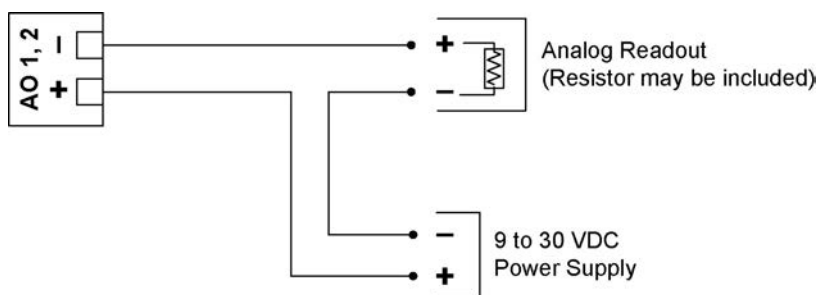 AO 1, 2
−
+
+
−
Analog Readout
(Resistor may be included)
−
+
9 to 30 VDC
Power Supply